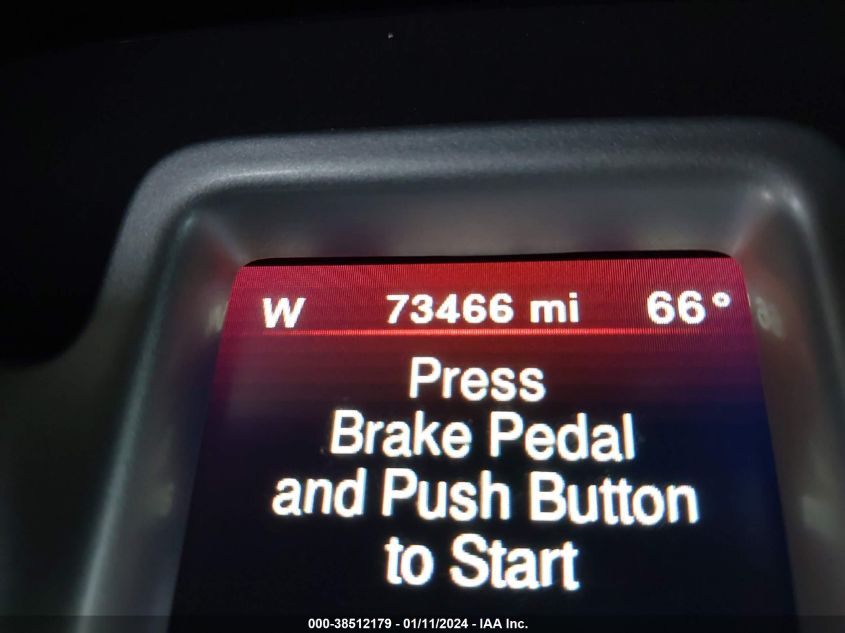 W 73466 mi 66°
Press
Brake Pedal
and Push Button
to Start
000-38512179 - 01/11/2024 - IAA Inc.